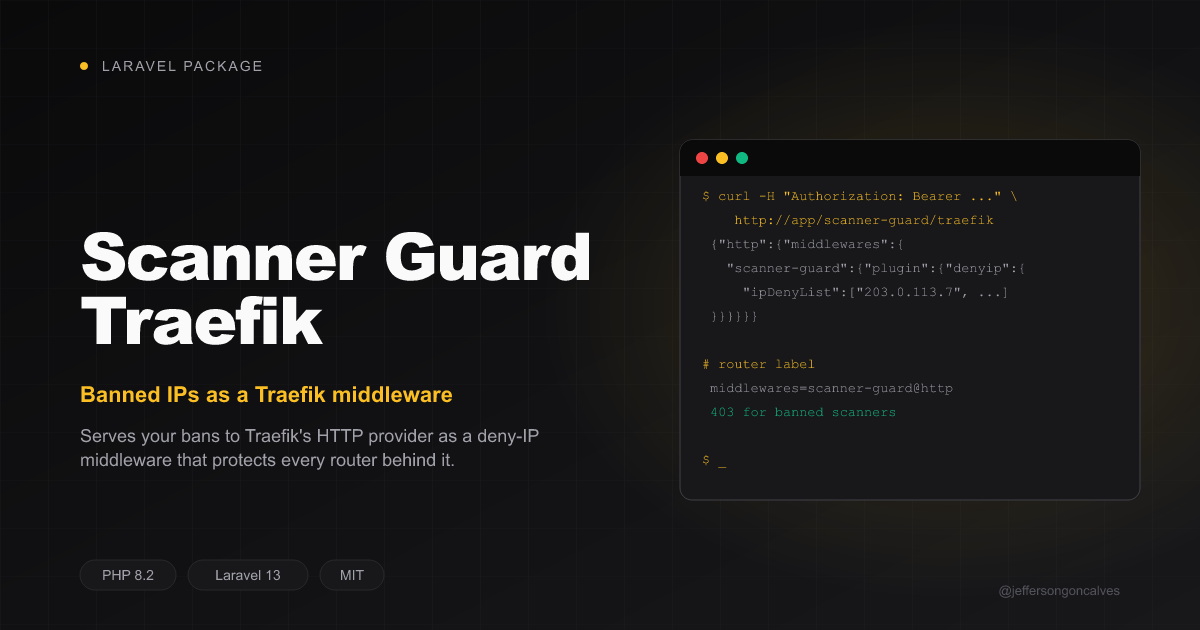 LARAVEL PACKAGE
Scanner Guard
Traefik
Banned IPs as a Traefik middleware
Serves your bans to Traefik's HTTP provider as a deny-IP
middleware that protects every router behind it.
PHP 8.2
Laravel 13
MIT
$ curl -H "Authorization: Bearer ..." \
http://app/scanner-guard/traefik
{"http":{"middlewares":{
"scanner-guard":{"plugin":{"denyip":{
"ipDenyList":["203.0.113.7", ...]
}}}}}}
# router label
middlewares=scanner-guard@http
403 for banned scanners
$ _
@jeffersongoncalves